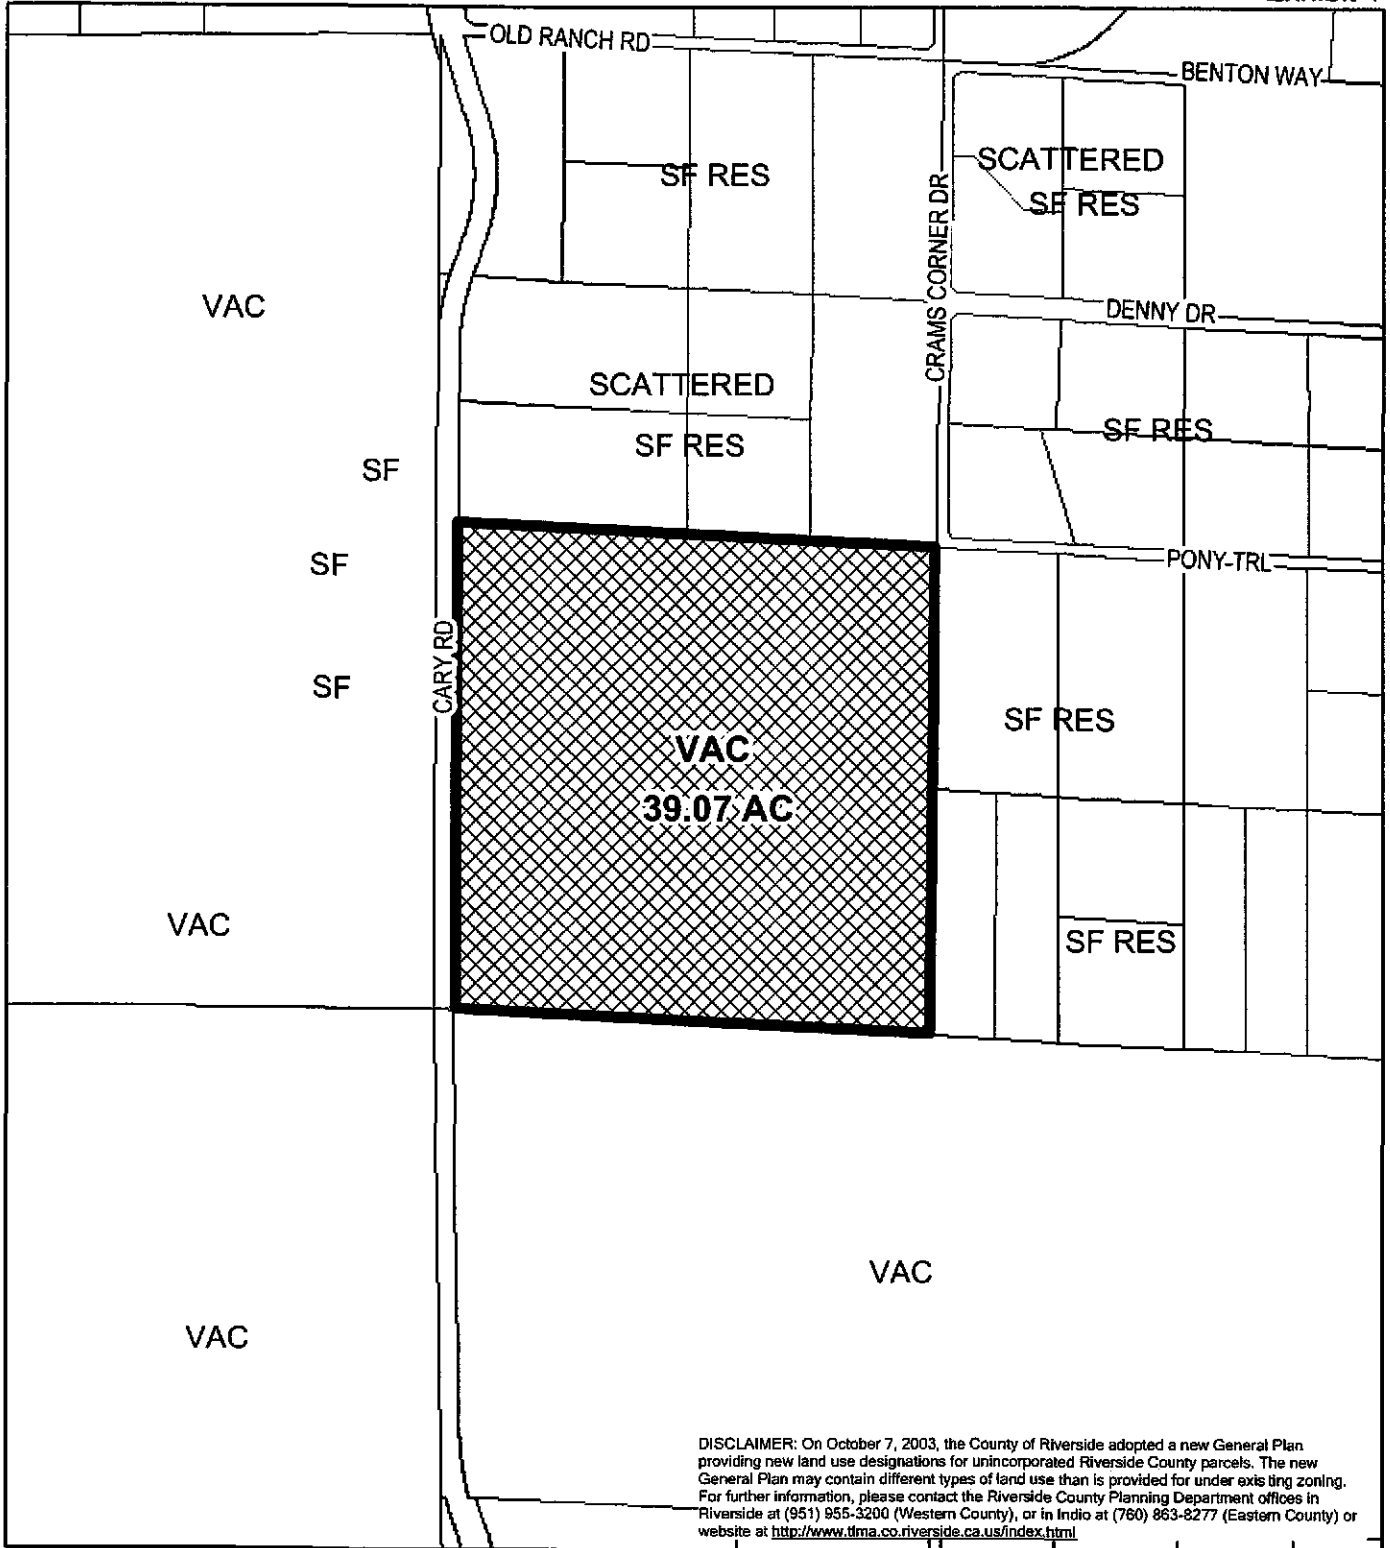 OLD RANCH RD
BENTON WAY
SCATTERED
SF RES
SF RES
CRAMS CORNER DR
VAC
DENNY DR
SCATTERED
SF RES
SF RES
SF
SF
PONY-TRL
SF
CARY RD
SF RES
VAC
39.07 AC
VAC
SF RES
VAC
VAC
DISCLAIMER: On October 7, 2003, the County of Riverside adopted a new General Plan
providing new land use designations for unincorporated Riverside County parcels. The new
General Plan may contain different types of land use than is provided for under existing zoning.
For further information, please contact the Riverside County Planning Department offices in
Riverside at (951) 955-3200 (Western County), or in Indio at (760) 863-8277 (Eastern County) or
website at http://www.tlma.co.riverside.ca.us/index.html